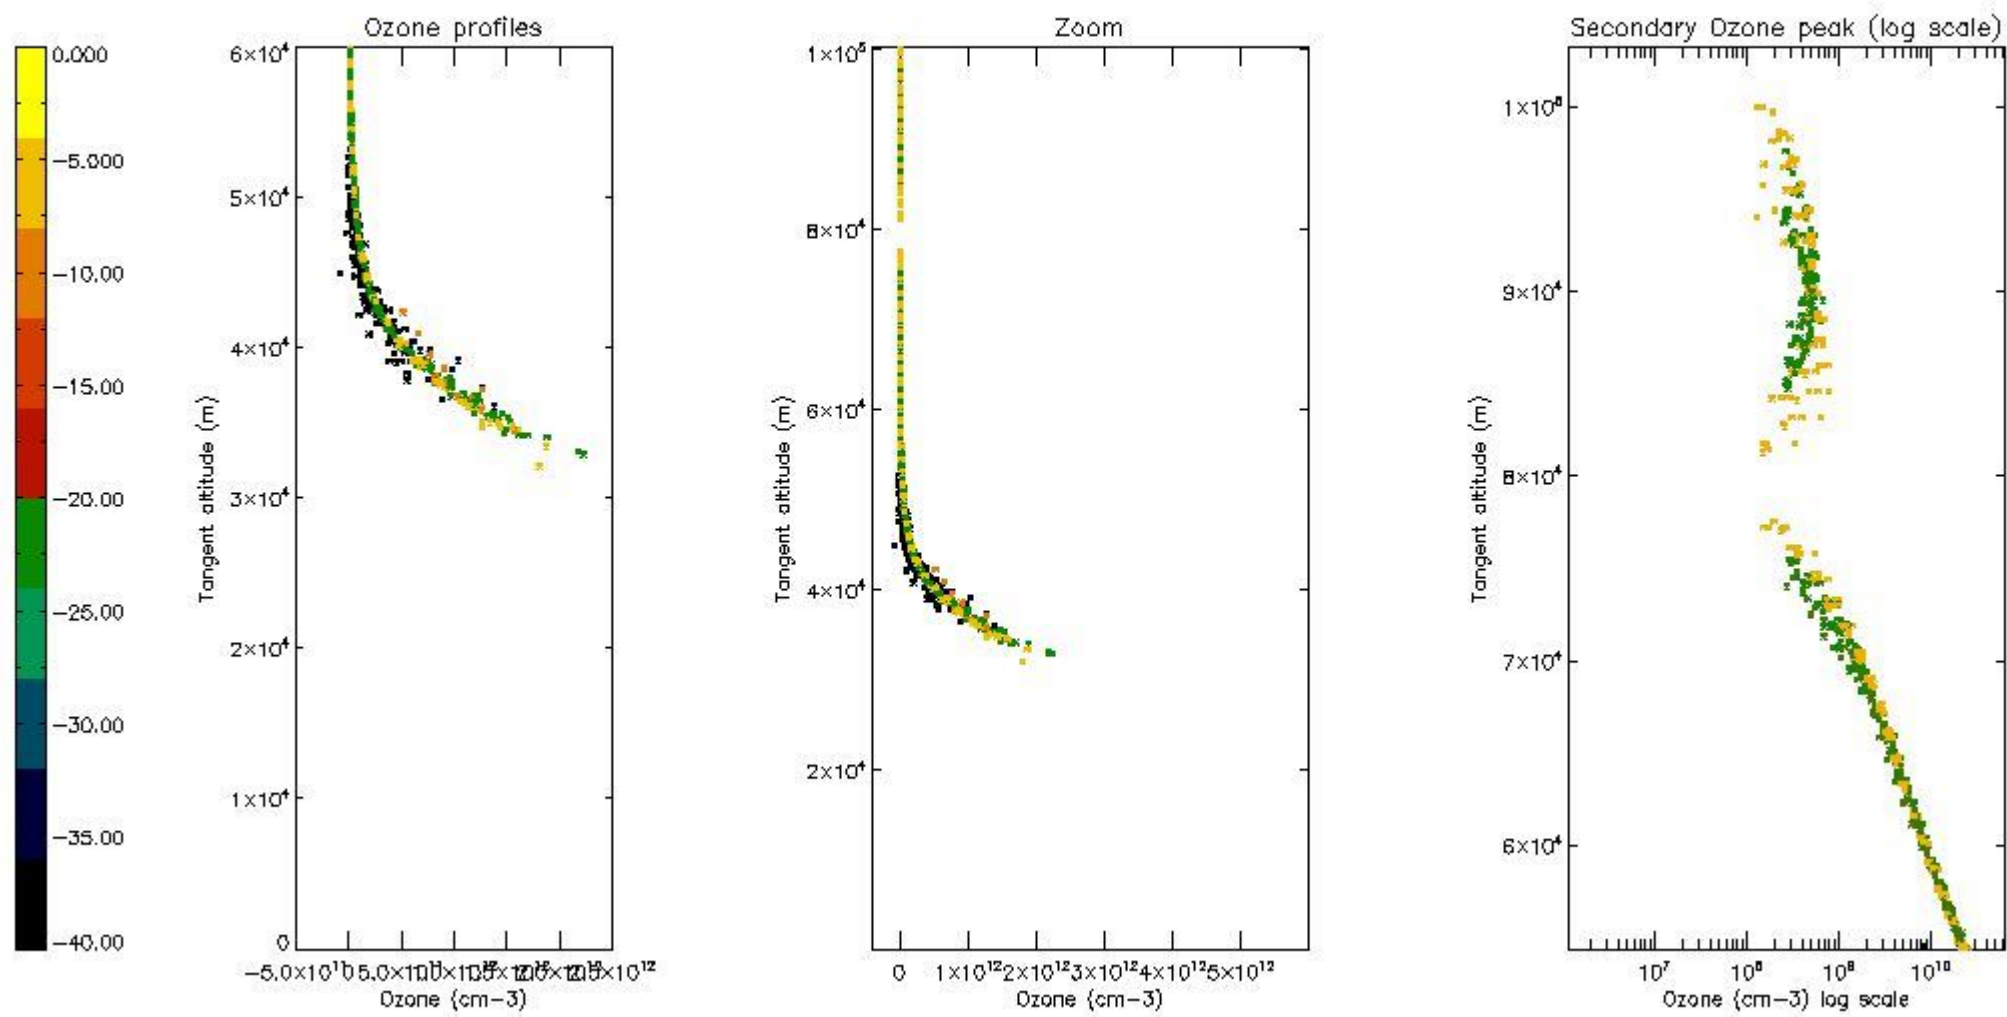 Ozone profiles
Zoom
Secondary Ozone peak (log scale)
0.000
−5.000
−10.00
−15.00
−20.00
−25.00
−30.00
−35.00
−40.00
6×10⁴
5×10⁴
4×10⁴
3×10⁴
2×10⁴
1×10⁴
0
Tangent altitude (m)
Ozone (cm−3)
1×10⁵
8×10⁴
6×10⁴
4×10⁴
2×10⁴
Tangent altitude (m)
0 1×10¹² 2×10¹² 3×10¹² 4×10¹² 5×10¹²
Ozone (cm−3)
1×10⁵
9×10⁴
8×10⁴
7×10⁴
6×10⁴
Tangent altitude (m)
10⁷ 10⁸ 10⁹ 10¹⁰
Ozone (cm−3) log scale